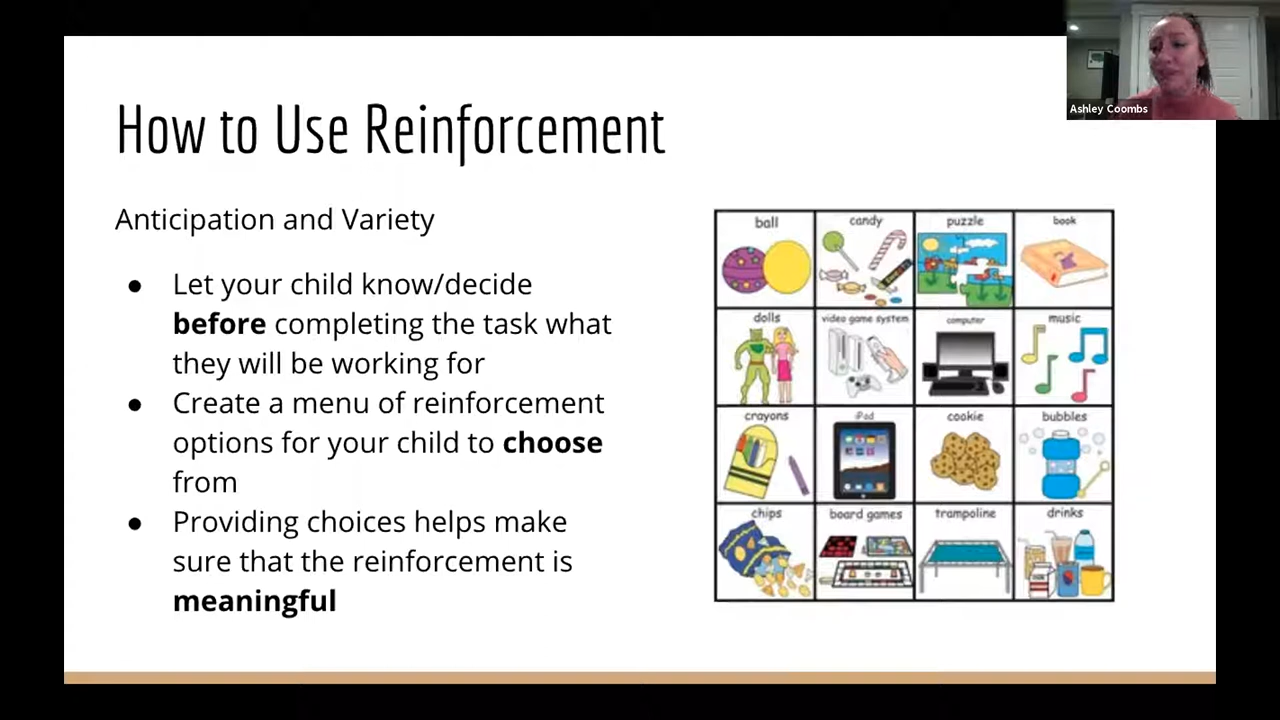 Ashley Coombs
How to Use Reinforcement
Anticipation and Variety
● Let your child know/decide
before completing the task what
they will be working for
● Create a menu of reinforcement
options for your child to choose
from
● Providing choices helps make
sure that the reinforcement is
meaningful
ball candy puzzle book
dolls video game system computer music
crayons iPad cookie bubbles
chips board games trampoline drinks